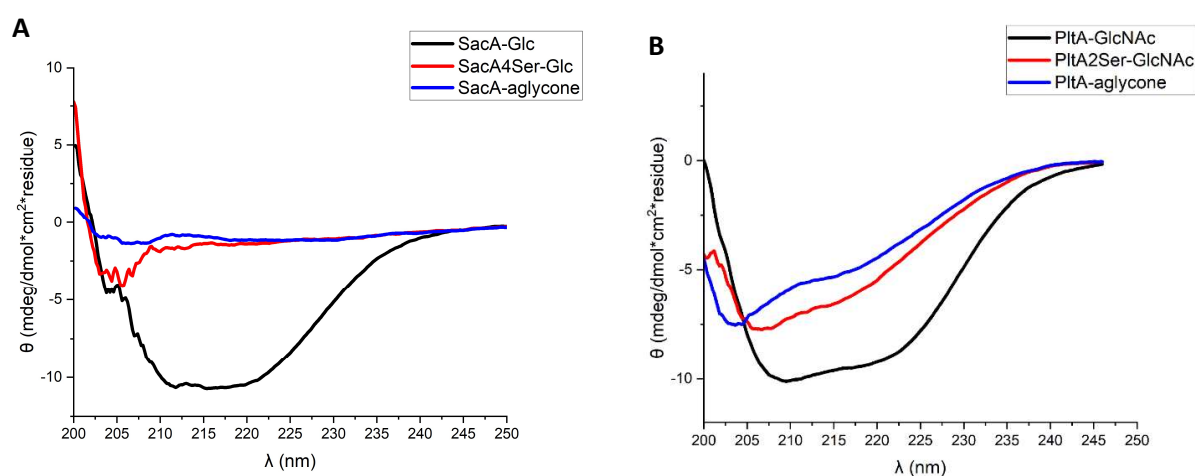 A
SacA-Glc
SacA4Ser-Glc
SacA-aglycone
10
5
0
-5
-10
θ (mdeg/dmol*cm²*residue)
200 205 210 215 220 225 230 235 240 245 250
λ (nm)
B
PltA-GlcNAc
PltA2Ser-GlcNAc
PltA-aglycone
0
-5
-10
θ (mdeg/dmol*cm²*residue)
200 205 210 215 220 225 230 235 240 245 250
λ (nm)